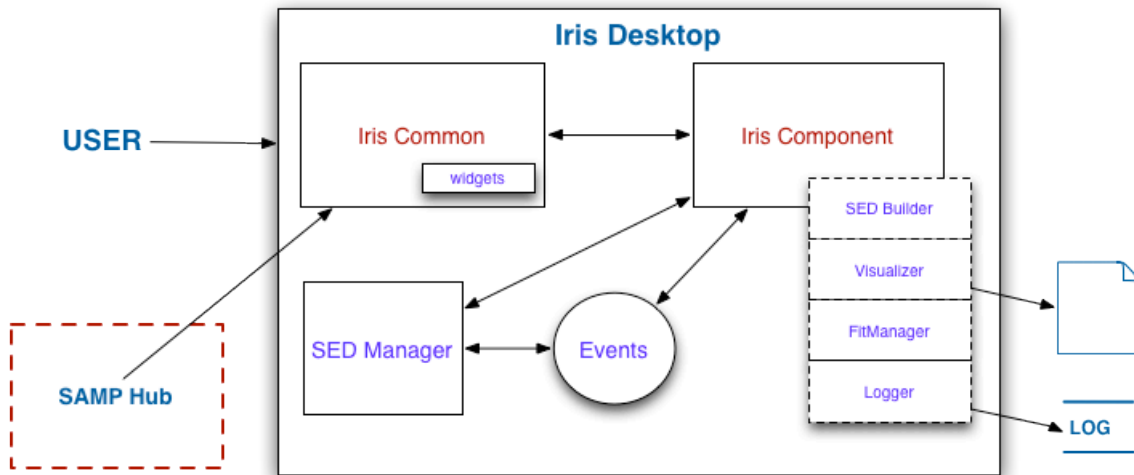 Iris Desktop
USER
Iris Common
widgets
Iris Component
SED Builder
Visualizer
FitManager
Logger
SED Manager
Events
SAMP Hub
LOG